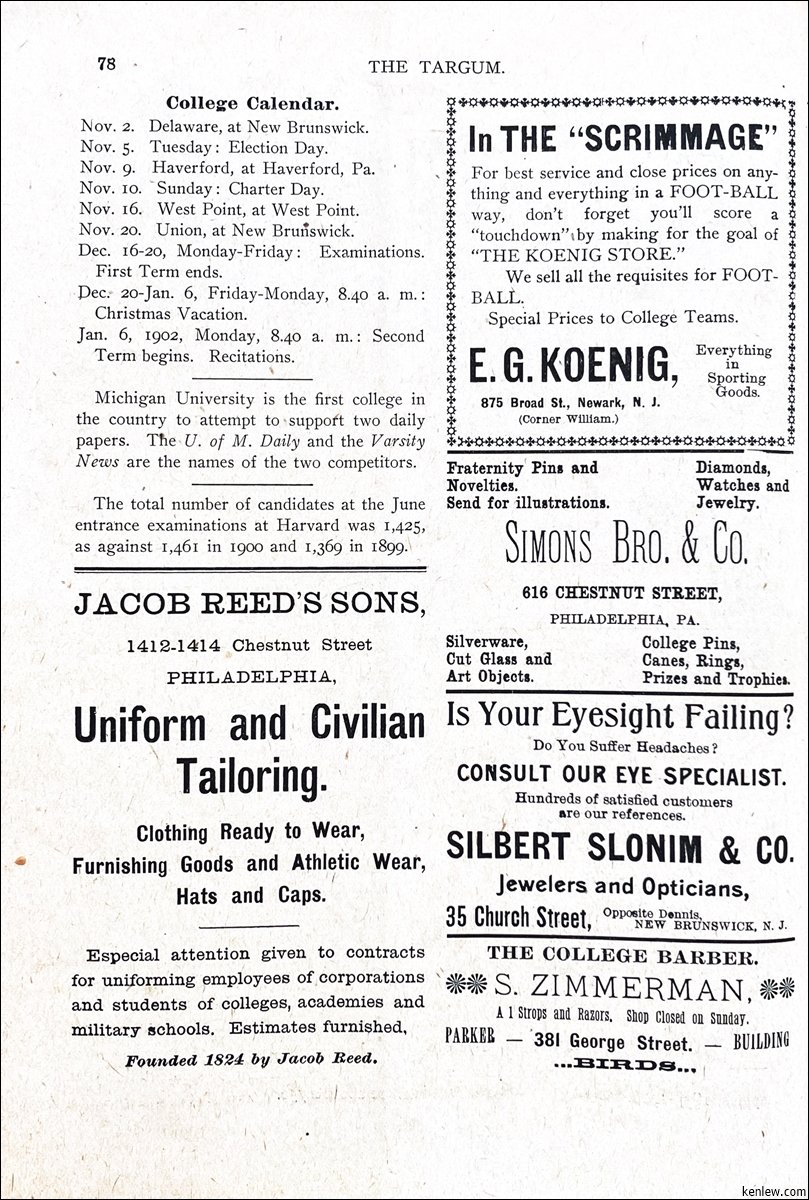 78
THE TARGUM.
College Calendar.
Nov. 2. Delaware, at New Brunswick.
Nov. 5. Tuesday: Election Day.
Nov. 9. Haverford, at Haverford, Pa.
Nov. 10. Sunday: Charter Day.
Nov. 16. West Point, at West Point.
Nov. 20. Union, at New Brunswick.
Dec. 16-20, Monday-Friday: Examinations.
First Term ends.
Dec. 20-Jan. 6, Friday-Monday, 8.40 a. m.:
Christmas Vacation.
Jan. 6, 1902, Monday, 8.40 a. m.: Second
Term begins. Recitations.
Michigan University is the first college in
the country to attempt to support two daily
papers. The U. of M. Daily and the Varsity
News are the names of the two competitors.
The total number of candidates at the June
entrance examinations at Harvard was 1,425,
as against 1,461 in 1900 and 1,369 in 1899.
JACOB REED'S SONS,
1412-1414 Chestnut Street
PHILADELPHIA,
Uniform and Civilian
Tailoring.
Clothing Ready to Wear,
Furnishing Goods and Athletic Wear,
Hats and Caps.
Especial attention given to contracts
for uniforming employees of corporations
and students of colleges, academies and
military schools. Estimates furnished,
Founded 1824 by Jacob Reed.
In THE "SCRIMMAGE"
For best service and close prices on any-
thing and everything in a FOOT-BALL
way, don't forget you'll score a
"touchdown" by making for the goal of
"THE KOENIG STORE."
We sell all the requisites for FOOT-
BALL.
Special Prices to College Teams.
E. G. KOENIG,
Everything
in
Sporting
Goods.
875 Broad St., Newark, N. J.
(Corner William.)
Fraternity Pins and
Novelties.
Send for illustrations.
Diamonds,
Watches and
Jewelry.
SIMONS BRO. & CO.
616 CHESTNUT STREET,
PHILADELPHIA, PA.
Silverware,
Cut Glass and
Art Objects.
College Pins,
Canes, Rings,
Prizes and Trophies.
Is Your Eyesight Failing?
Do You Suffer Headaches?
CONSULT OUR EYE SPECIALIST.
Hundreds of satisfied customers
are our references.
SILBERT SLONIM & CO.
Jewelers and Opticians,
35 Church Street, Opposite Dennis,
NEW BRUNSWICK, N. J.
THE COLLEGE BARBER.
S. ZIMMERMAN,
A 1 Strops and Razors. Shop Closed on Sunday.
PARKER — 381 George Street. — BUILDING
...BIRDS...
kenlew.com